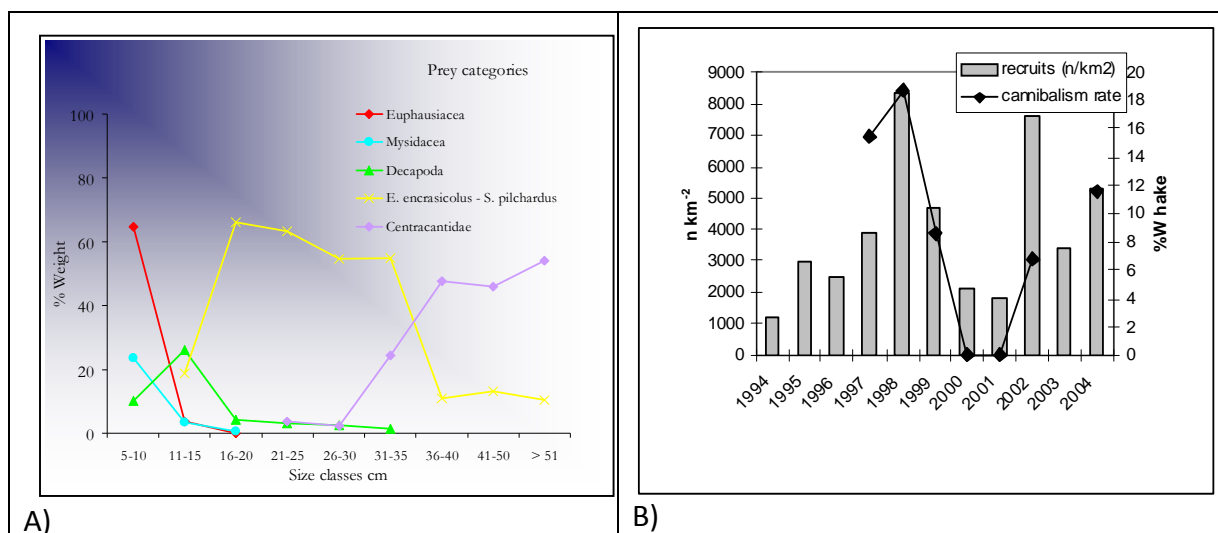 Prey categories
Euphausiacea
Mysidacea
Decapoda
E. encrasicolus - S. pilchardus
Centracantidae
% Weight
100
80
60
40
20
0
5-10 11-15 16-20 21-25 26-30 31-35 36-40 41-50 > 51
Size classes cm
A)
recruits (n/km2)
cannibalism rate
n km-2
9000
8000
7000
6000
5000
4000
3000
2000
1000
0
20
18
16
14
12
10
8
6
4
2
0
%W hake
1994 1995 1996 1997 1998 1999 2000 2001 2002 2003 2004
B)